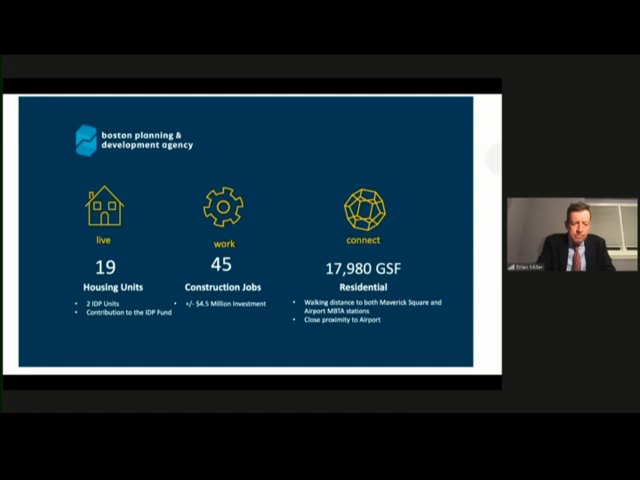 boston planning &
development agency
live
work
connect
19
45
17,980 GSF
Housing Units
Construction Jobs
Residential
• 2 IDP Units
• Contribution to the IDP Fund
• +/- $4.5 Million Investment
• Walking distance to both Maverick Square and
Airport MBTA stations
• Close proximity to Airport
Brian Miller